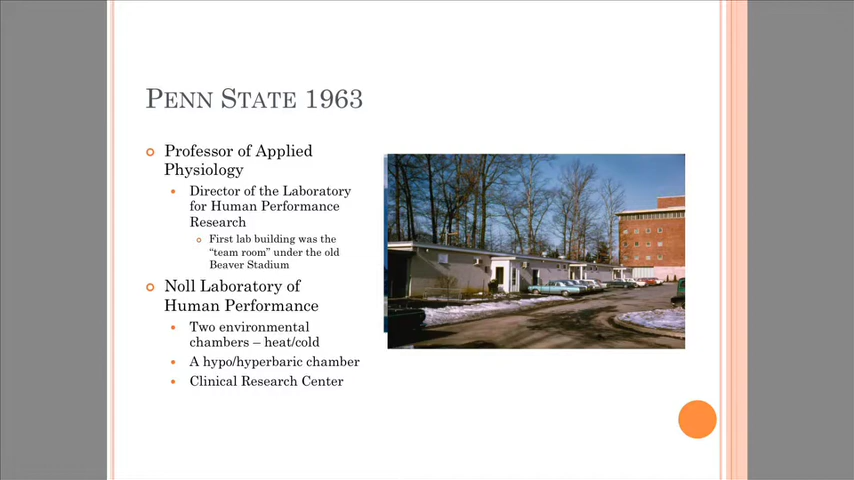 PENN STATE 1963
Professor of Applied
Physiology
Director of the Laboratory
for Human Performance
Research
First lab building was the
“team room” under the old
Beaver Stadium
Noll Laboratory of
Human Performance
Two environmental
chambers – heat/cold
A hypo/hyperbaric chamber
Clinical Research Center